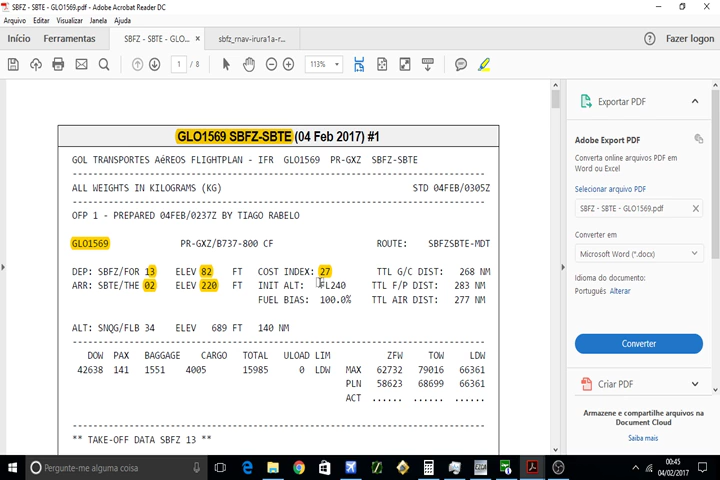 SBFZ - SBTE - GLO1569.pdf - Adobe Acrobat Reader DC
Arquivo Editar Visualizar Janela Ajuda
Início Ferramentas SBFZ - SBTE - GLO... × sbfz_rnav-irura1a-r... Fazer logon
1 / 8 113%
GLO1569 SBFZ-SBTE (04 Feb 2017) #1
GOL TRANSPORTES AéREOS FLIGHTPLAN - IFR GLO1569 PR-GXZ SBFZ-SBTE
ALL WEIGHTS IN KILOGRAMS (KG) STD 04FEB/0305Z
OFP 1 - PREPARED 04FEB/0237Z BY TIAGO RABELO
GLO1569 PR-GXZ/B737-800 CF ROUTE: SBFZSBTE-MDT
DEP: SBFZ/FOR 13 ELEV 82 FT COST INDEX: 27 TTL G/C DIST: 268 NM
ARR: SBTE/THE 02 ELEV 220 FT INIT ALT: FL240 TTL F/P DIST: 283 NM
FUEL BIAS: 100.0% TTL AIR DIST: 277 NM
ALT: SNQG/FLB 34 ELEV 689 FT 140 NM
DOW PAX BAGGAGE CARGO TOTAL ULOAD LIM ZFW TOW LDW
42638 141 1551 4005 15985 0 LDW MAX 62732 79016 66361
PLN 58623 68699 66361
ACT ...... ...... ......
** TAKE-OFF DATA SBFZ 13 **
Exportar PDF
Adobe Export PDF
Converta online arquivos PDF em
Word ou Excel
Selecionar arquivo PDF
SBFZ - SBTE - GLO1569.pdf ×
Converter em
Microsoft Word (*.docx)
Idioma do documento:
Português Alterar
Converter
Criar PDF
Armazene e compartilhe arquivos na
Document Cloud
Saiba mais
Pergunte-me alguma coisa
00:45
04/02/2017